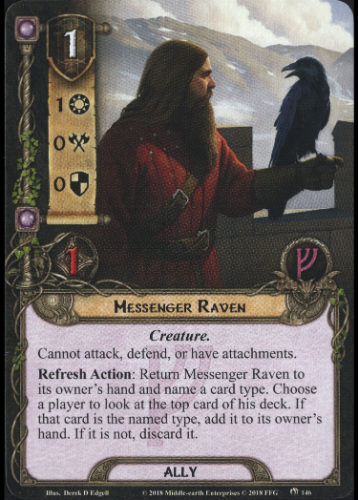 1
1
0
0
1
MESSENGER RAVEN
Creature.
Cannot attack, defend, or have attachments.
Refresh Action: Return Messenger Raven to
its owner's hand and name a card type. Choose
a player to look at the top card of his deck. If
that card is the named type, add it to its owner's
hand. If it is not, discard it.
ALLY
Illus. Derek D Edgell © 2018 Middle-earth Enterprises © 2018 FFG 146